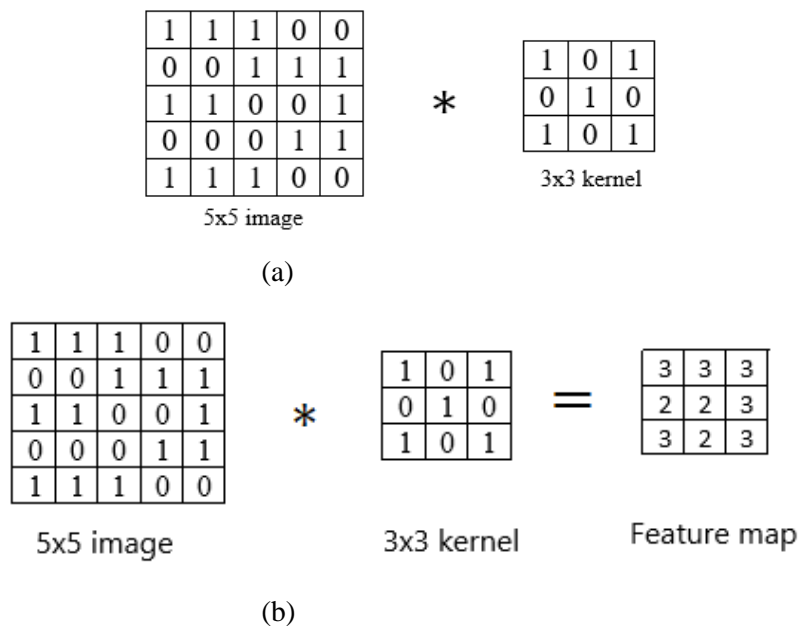 1 1 1 0 0
0 0 1 1 1
1 1 0 0 1
0 0 0 1 1
1 1 1 0 0
5x5 image
*
1 0 1
0 1 0
1 0 1
3x3 kernel
(a)
1 1 1 0 0
0 0 1 1 1
1 1 0 0 1
0 0 0 1 1
1 1 1 0 0
5x5 image
*
1 0 1
0 1 0
1 0 1
3x3 kernel
=
3 3 3
2 2 3
3 2 3
Feature map
(b)